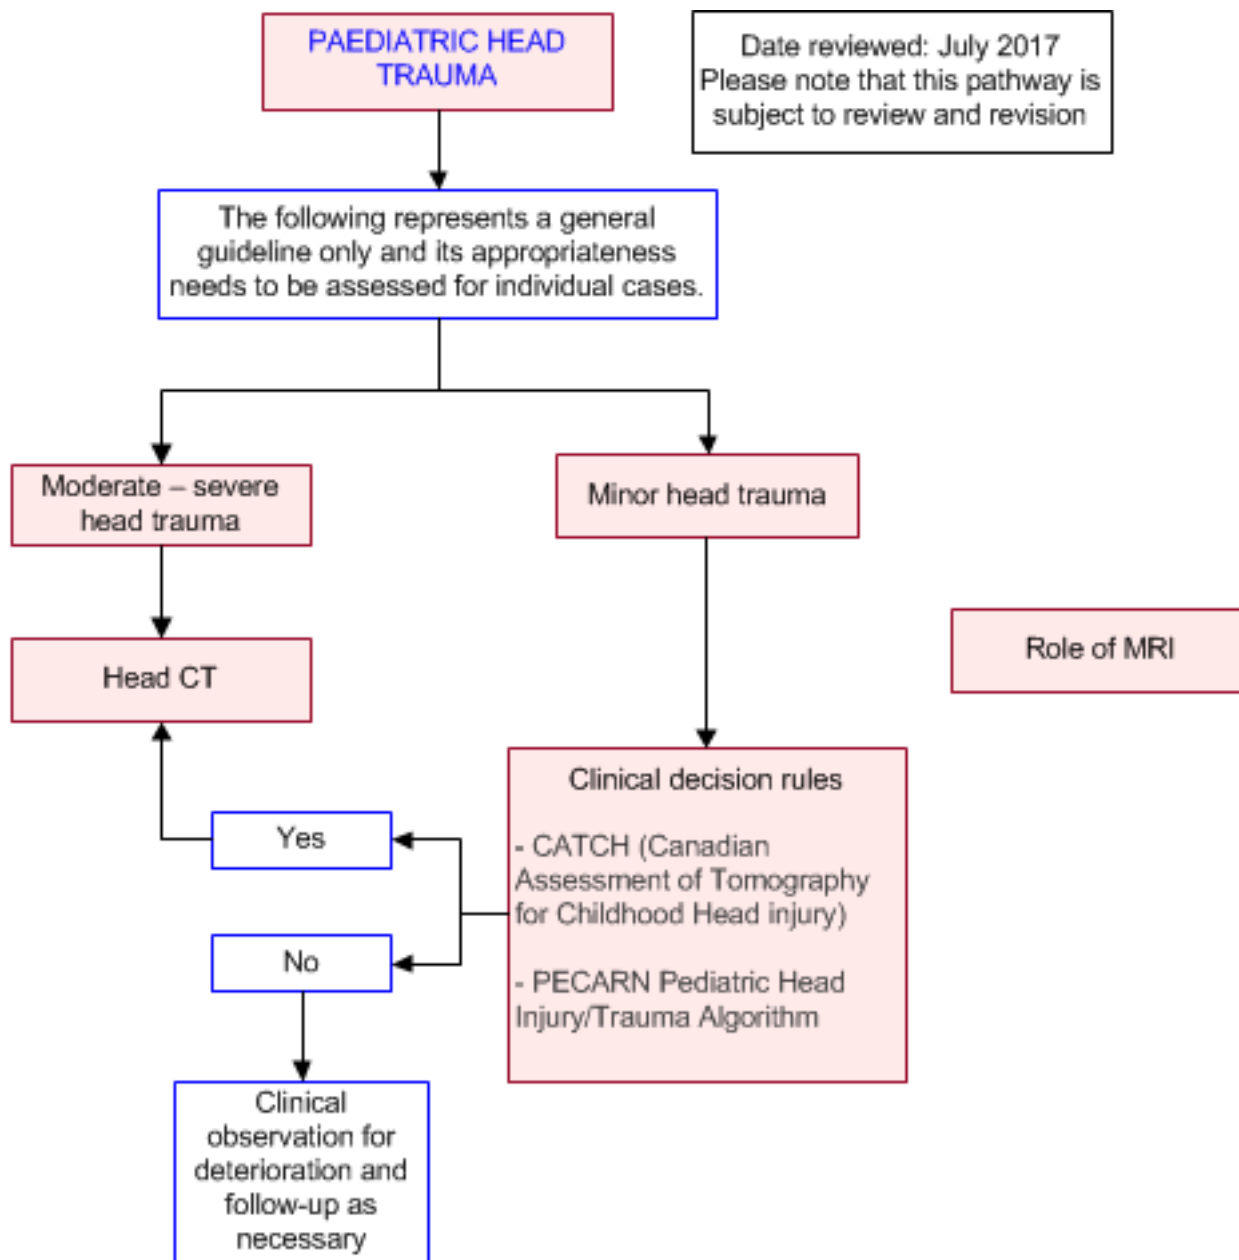 PAEDIATRIC HEAD
TRAUMA
Date reviewed: July 2017
Please note that this pathway is
subject to review and revision
The following represents a general
guideline only and its appropriateness
needs to be assessed for individual cases.
Moderate – severe
head trauma
Minor head trauma
Head CT
Role of MRI
Clinical decision rules
- CATCH (Canadian
Assessment of Tomography
for Childhood Head injury)
- PECARN Pediatric Head
Injury/Trauma Algorithm
Yes
No
Clinical
observation for
deterioration and
follow-up as
necessary